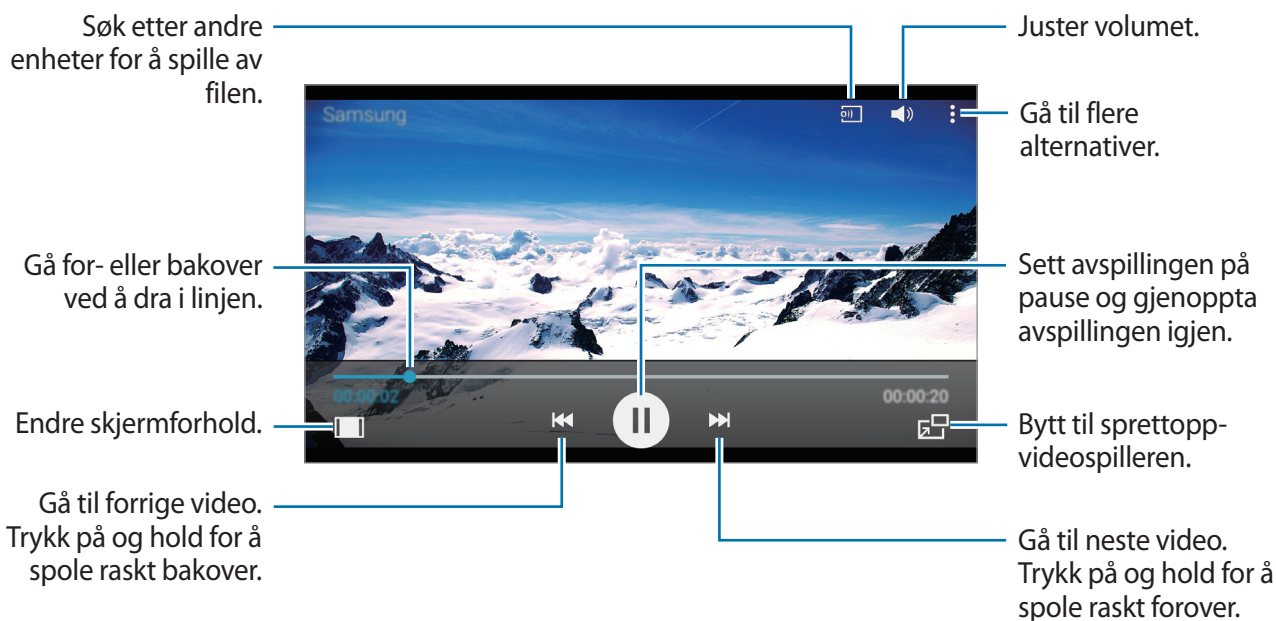 Søk etter andre
enheter for å spille av
filen.
Juster volumet.
Gå til flere
alternativer.
Samsung
Gå for- eller bakover
ved å dra i linjen.
Sett avspillingen på
pause og gjenoppta
avspillingen igjen.
00:00:02
00:00:20
Endre skjermforhold.
Bytt til sprettopp-
videospilleren.
Gå til forrige video.
Trykk på og hold for å
spole raskt bakover.
Gå til neste video.
Trykk på og hold for å
spole raskt forover.